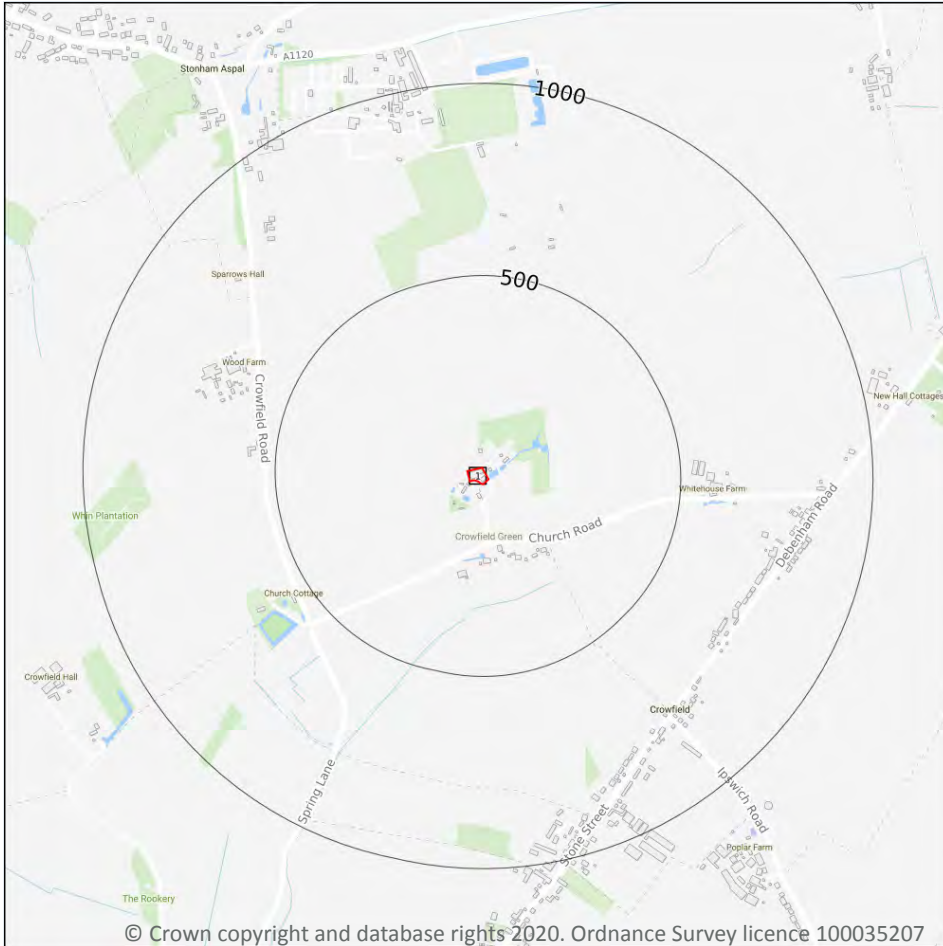 A1120
Stonham Aspal
1000
Sparrows Hall
500
Wood Farm
Crowfield Road
New Hall Cottages
1
Whitehouse Farm
Whin Plantation
Crowfield Green
Church Road
Debenham Road
Church Cottage
Crowfield Hall
Crowfield
Spring Lane
Ipswich Road
Stone Street
Poplar Farm
The Rookery
© Crown copyright and database rights 2020. Ordnance Survey licence 100035207